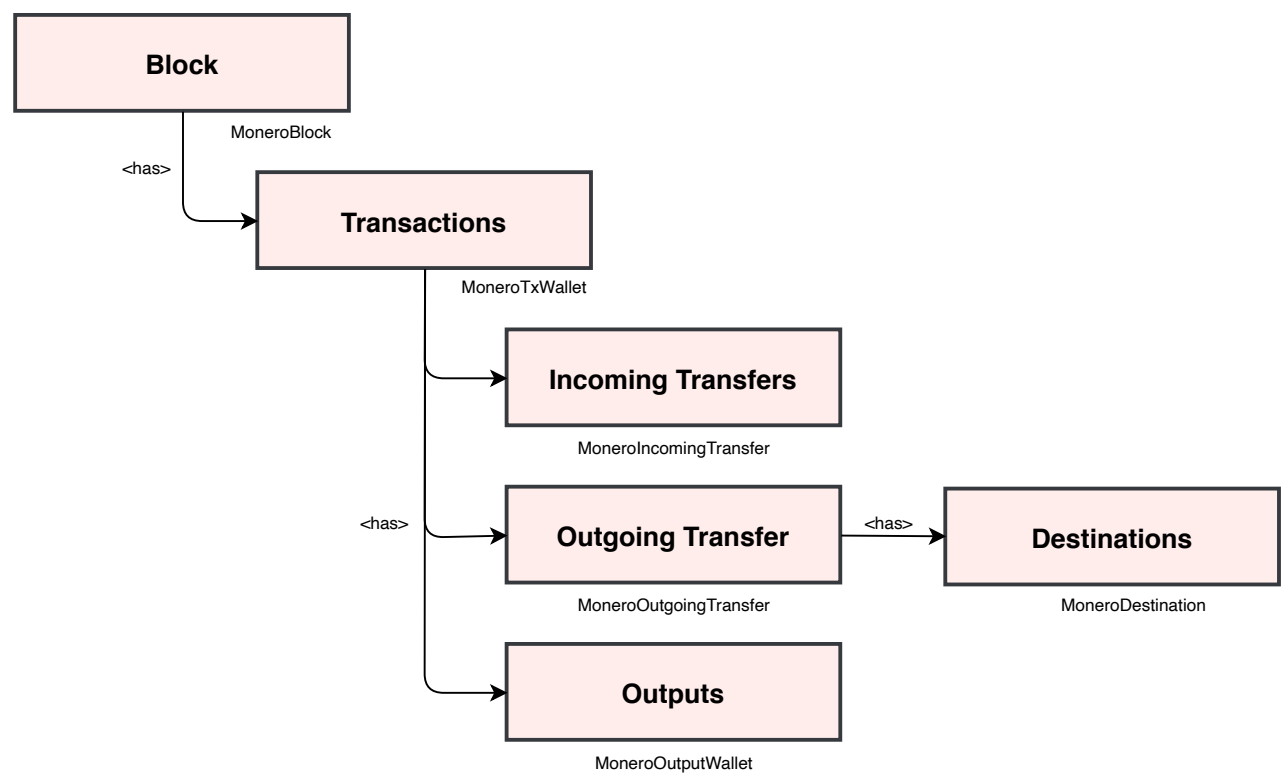 Block
MoneroBlock
<has>
Transactions
MoneroTxWallet
Incoming Transfers
MoneroIncomingTransfer
<has>
Outgoing Transfer
<has>
Destinations
MoneroOutgoingTransfer
MoneroDestination
Outputs
MoneroOutputWallet